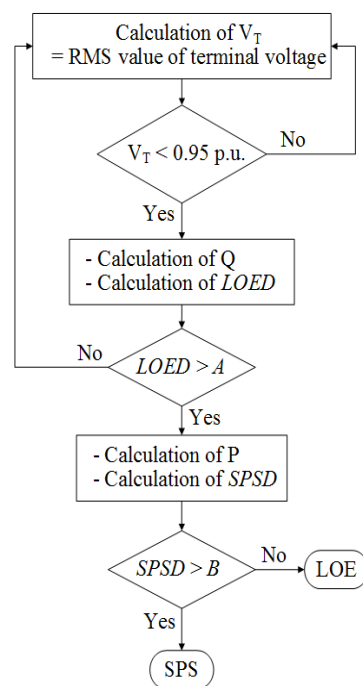 Calculation of V_T
= RMS value of terminal voltage
V_T < 0.95 p.u.
No
Yes
- Calculation of Q
- Calculation of LOED
No
LOED > A
Yes
- Calculation of P
- Calculation of SPSD
SPSD > B
No
LOE
Yes
SPS